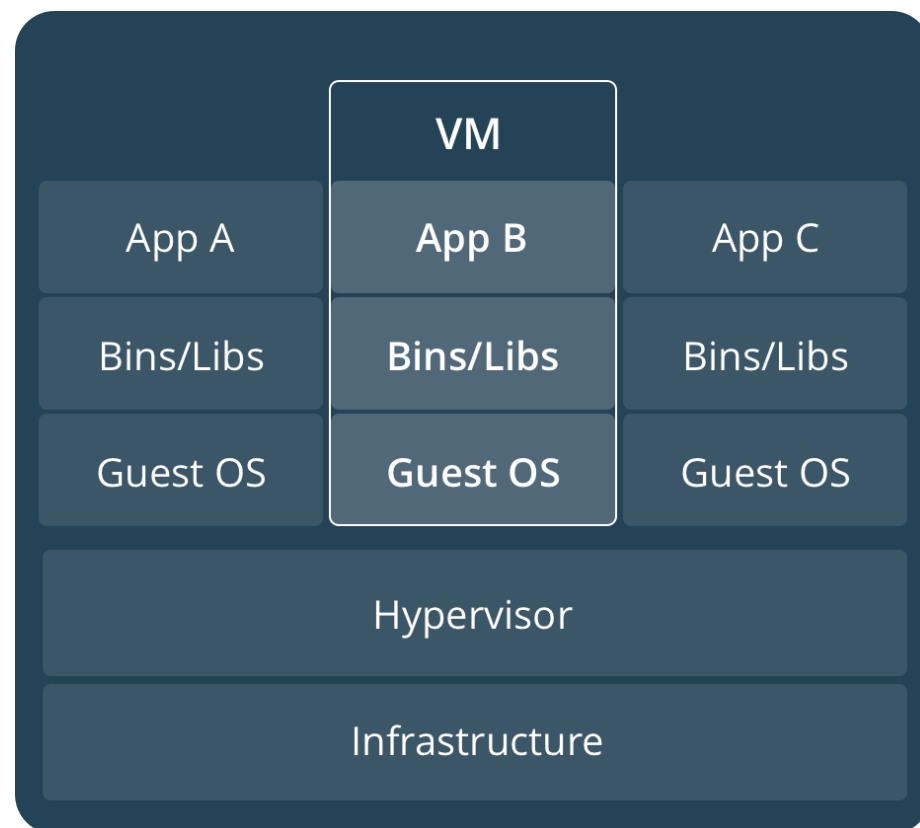 VM
App A
App B
App C
Bins/Libs
Bins/Libs
Bins/Libs
Guest OS
Guest OS
Guest OS
Hypervisor
Infrastructure